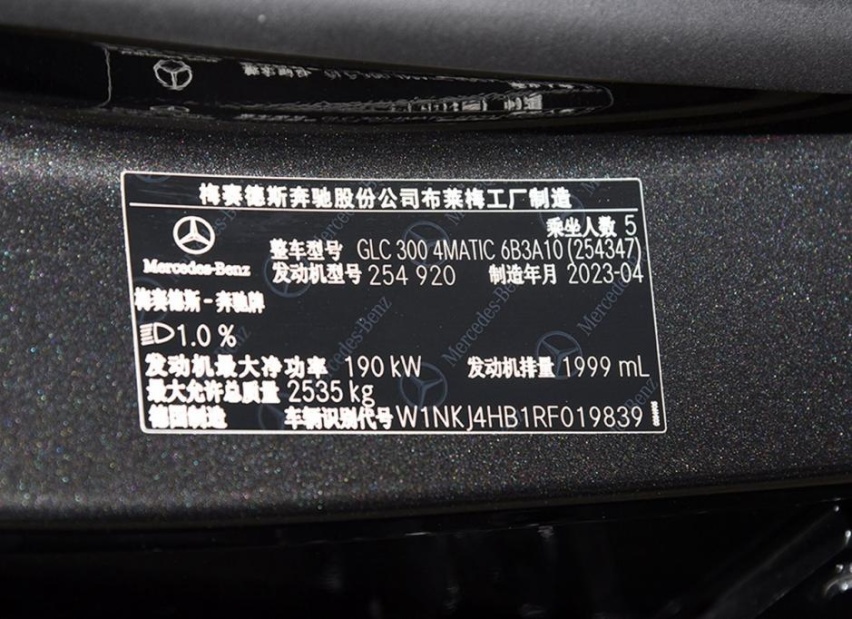 梅赛德斯奔驰股份公司布莱梅工厂制造
乘坐人数 5
整车型号 GLC 300 4MATIC 6B3A10 (254347)
Mercedes-Benz
发动机型号 254 920 制造年月 2023-04
梅赛德斯-奔驰牌
1.0 %
发动机最大净功率 190 kW 发动机排量 1999 mL
最大允许总质量 2535 kg
德国制造 车辆识别代号 W1NKJ4HB1RF019839